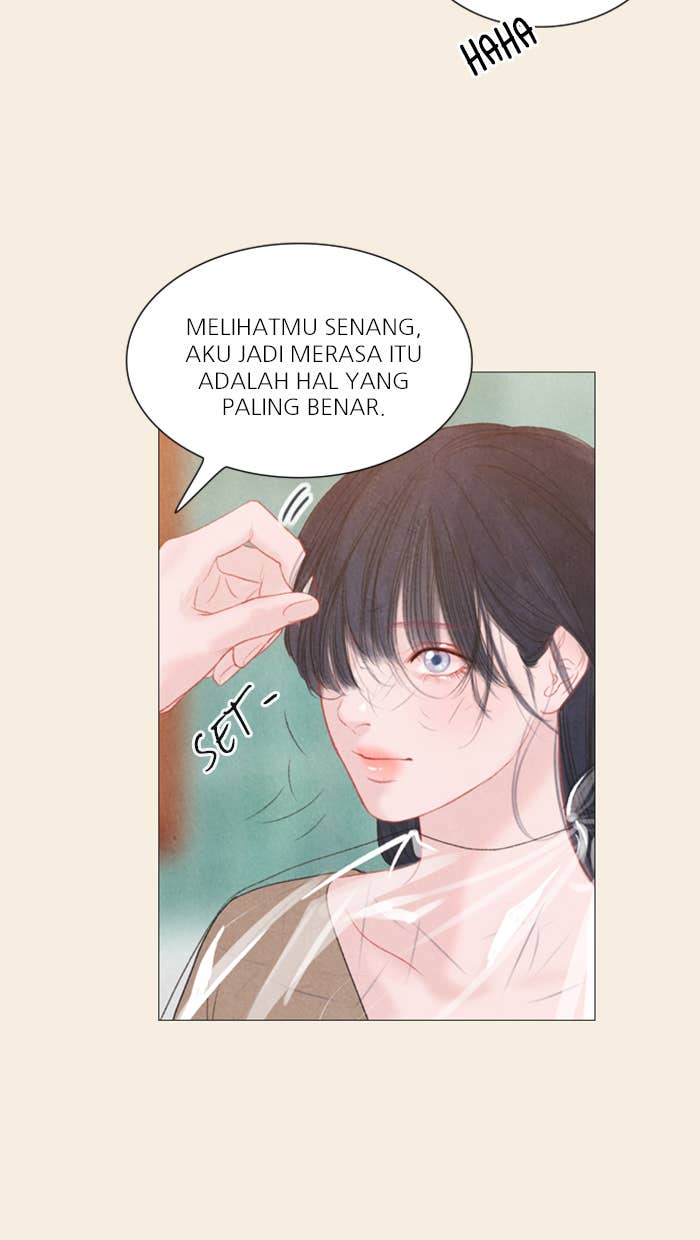 HAHA
MELIHATMU SENANG,
AKU JADI MERASA ITU
ADALAH HAL YANG
PALING BENAR.
SET-